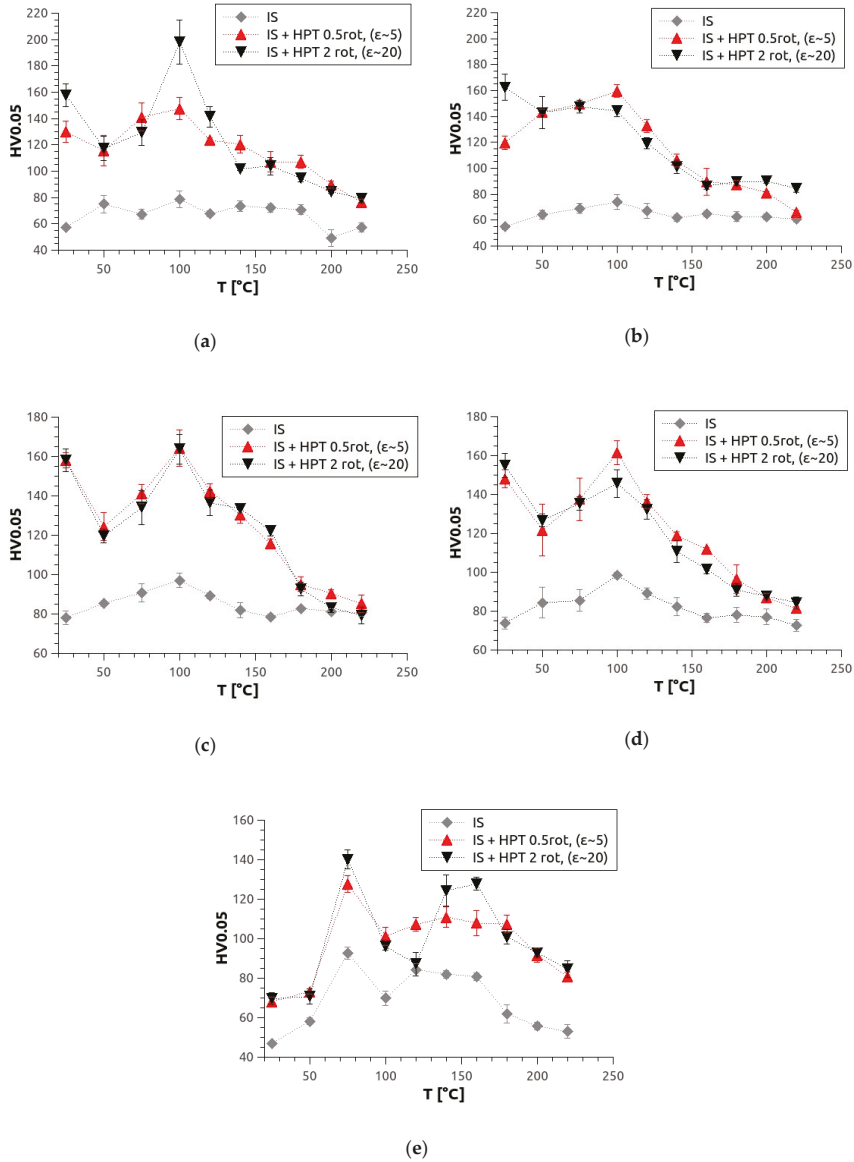 IS
IS + HPT 0.5rot, (ε~5)
IS + HPT 2 rot, (ε~20)
HV0.05
220
200
180
160
140
120
100
80
60
40
50
100
150
200
250
T [°C]
(a)
IS
IS + HPT 0.5rot, (ε~5)
IS + HPT 2 rot, (ε~20)
HV0.05
220
200
180
160
140
120
100
80
60
40
50
100
150
200
250
T [°C]
(b)
IS
IS + HPT 0.5rot, (ε~5)
IS + HPT 2 rot, (ε~20)
HV0.05
180
160
140
120
100
80
60
50
100
150
200
250
T [°C]
(c)
IS
IS + HPT 0.5rot, (ε~5)
IS + HPT 2 rot, (ε~20)
HV0.05
180
160
140
120
100
80
60
50
100
150
200
250
T [°C]
(d)
IS
IS + HPT 0.5rot, (ε~5)
IS + HPT 2 rot, (ε~20)
HV0.05
160
140
120
100
80
60
40
50
100
150
200
250
T [°C]
(e)